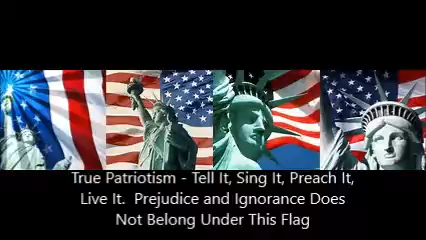 True Patriotism - Tell It, Sing It, Preach It,
Live It.  Prejudice and Ignorance Does
Not Belong Under This Flag